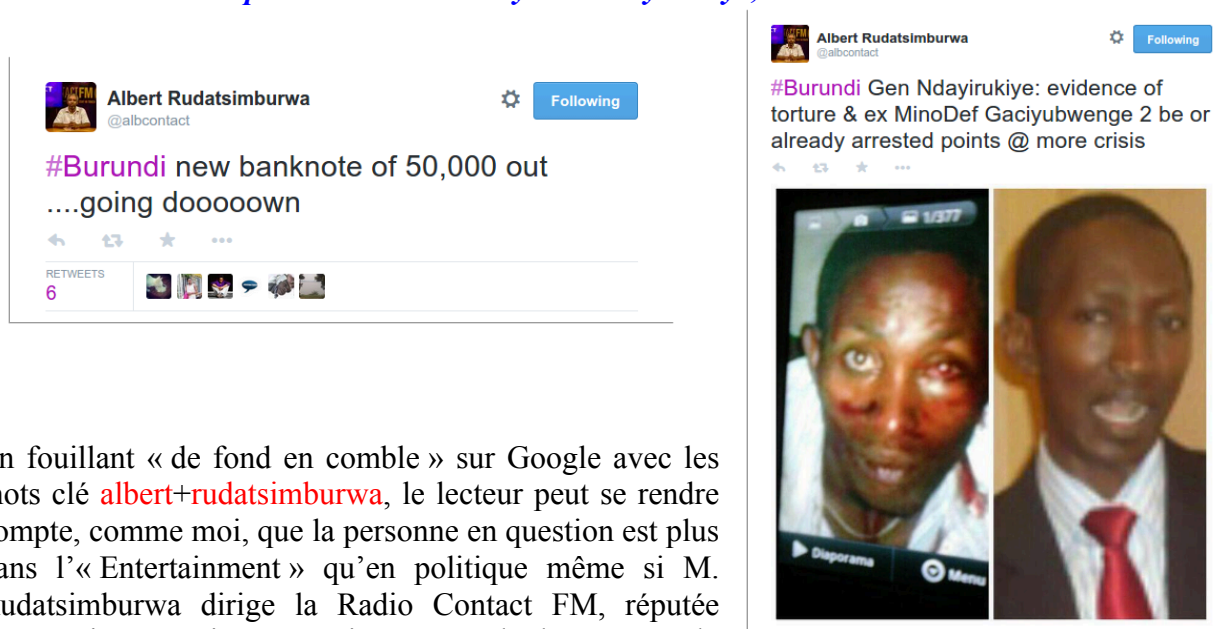 Albert Rudatsimburwa
@albcontact
Following
#Burundi new banknote of 50,000 out
....going dooooown
RETWEETS
6
Albert Rudatsimburwa
@albcontact
Following
#Burundi Gen Ndayirukiye: evidence of
torture & ex MinoDef Gaciyubwenge 2 be or
already arrested points @ more crisis
1/377
Diaporama
Menu
n fouillant « de fond en comble » sur Google avec les
ots clé albert+rudatsimburwa, le lecteur peut se rendre
ompte, comme moi, que la personne en question est plus
ans l'« Entertainment » qu'en politique même si M.
udatsimburwa dirige la Radio Contact FM, réputée